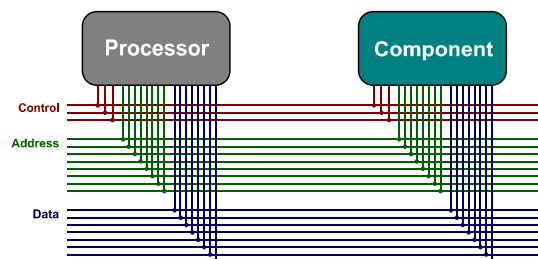 Processor
Component
Control
Address
Data